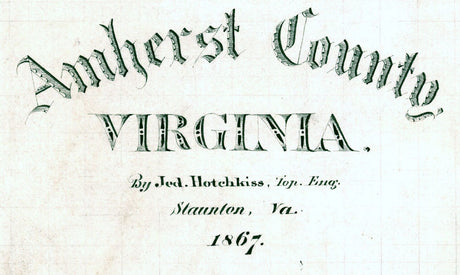 Amherst County,
VIRGINIA.
By Jed. Hotchkiss, Top. Eng.
Staunton, Va.
1867.